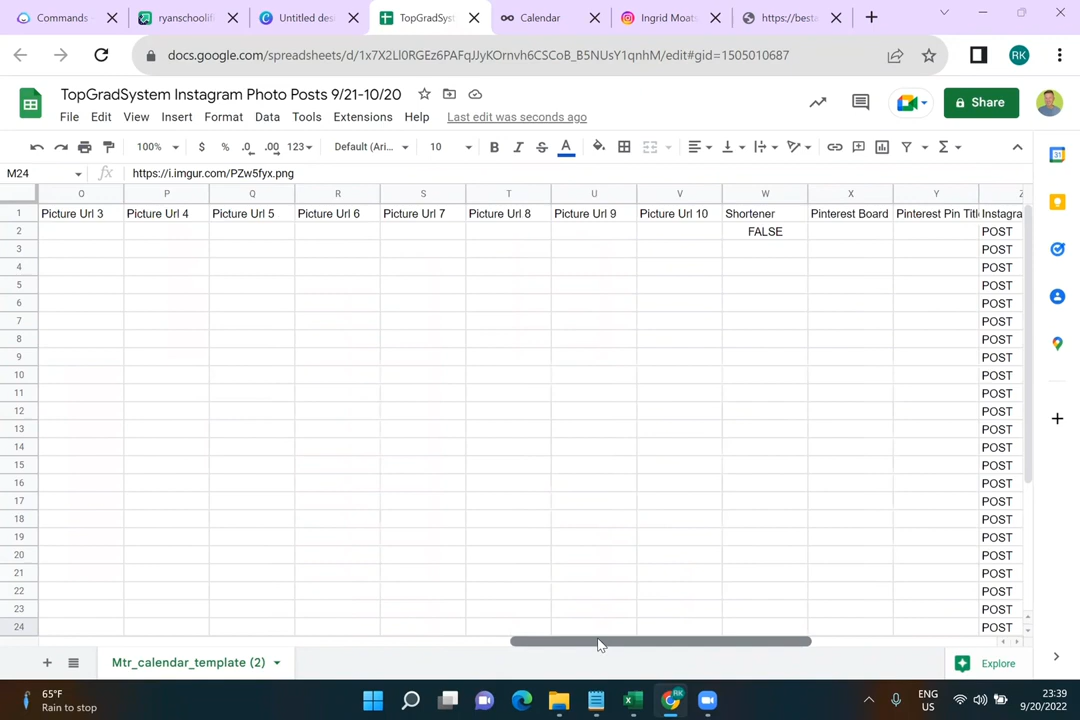 Commands
ryanschoolif
Untitled des
TopGradSys
Calendar
Ingrid Moats
https://besta
docs.google.com/spreadsheets/d/1x7X2Ll0RGEz6PAFqJJyKOrnvh6CSCoB_B5NUsY1qnhM/edit#gid=1505010687
RK
TopGradSystem Instagram Photo Posts 9/21-10/20
Share
File Edit View Insert Format Data Tools Extensions Help Last edit was seconds ago
100% $ % .0 .00 123 Default (Ari... 10 B I S A
M24 fx https://i.imgur.com/PZw5fyx.png
O P Q R S T U V W X Y Z
1 Picture Url 3 Picture Url 4 Picture Url 5 Picture Url 6 Picture Url 7 Picture Url 8 Picture Url 9 Picture Url 10 Shortener Pinterest Board Pinterest Pin Titl Instagra
2 FALSE POST
3 POST
4 POST
5 POST
6 POST
7 POST
8 POST
9 POST
10 POST
11 POST
12 POST
13 POST
14 POST
15 POST
16 POST
17 POST
18 POST
19 POST
20 POST
21 POST
22 POST
23 POST
24 POST
Mtr_calendar_template (2)
Explore
65°F
Rain to stop
RK
ENG
US
23:39
9/20/2022